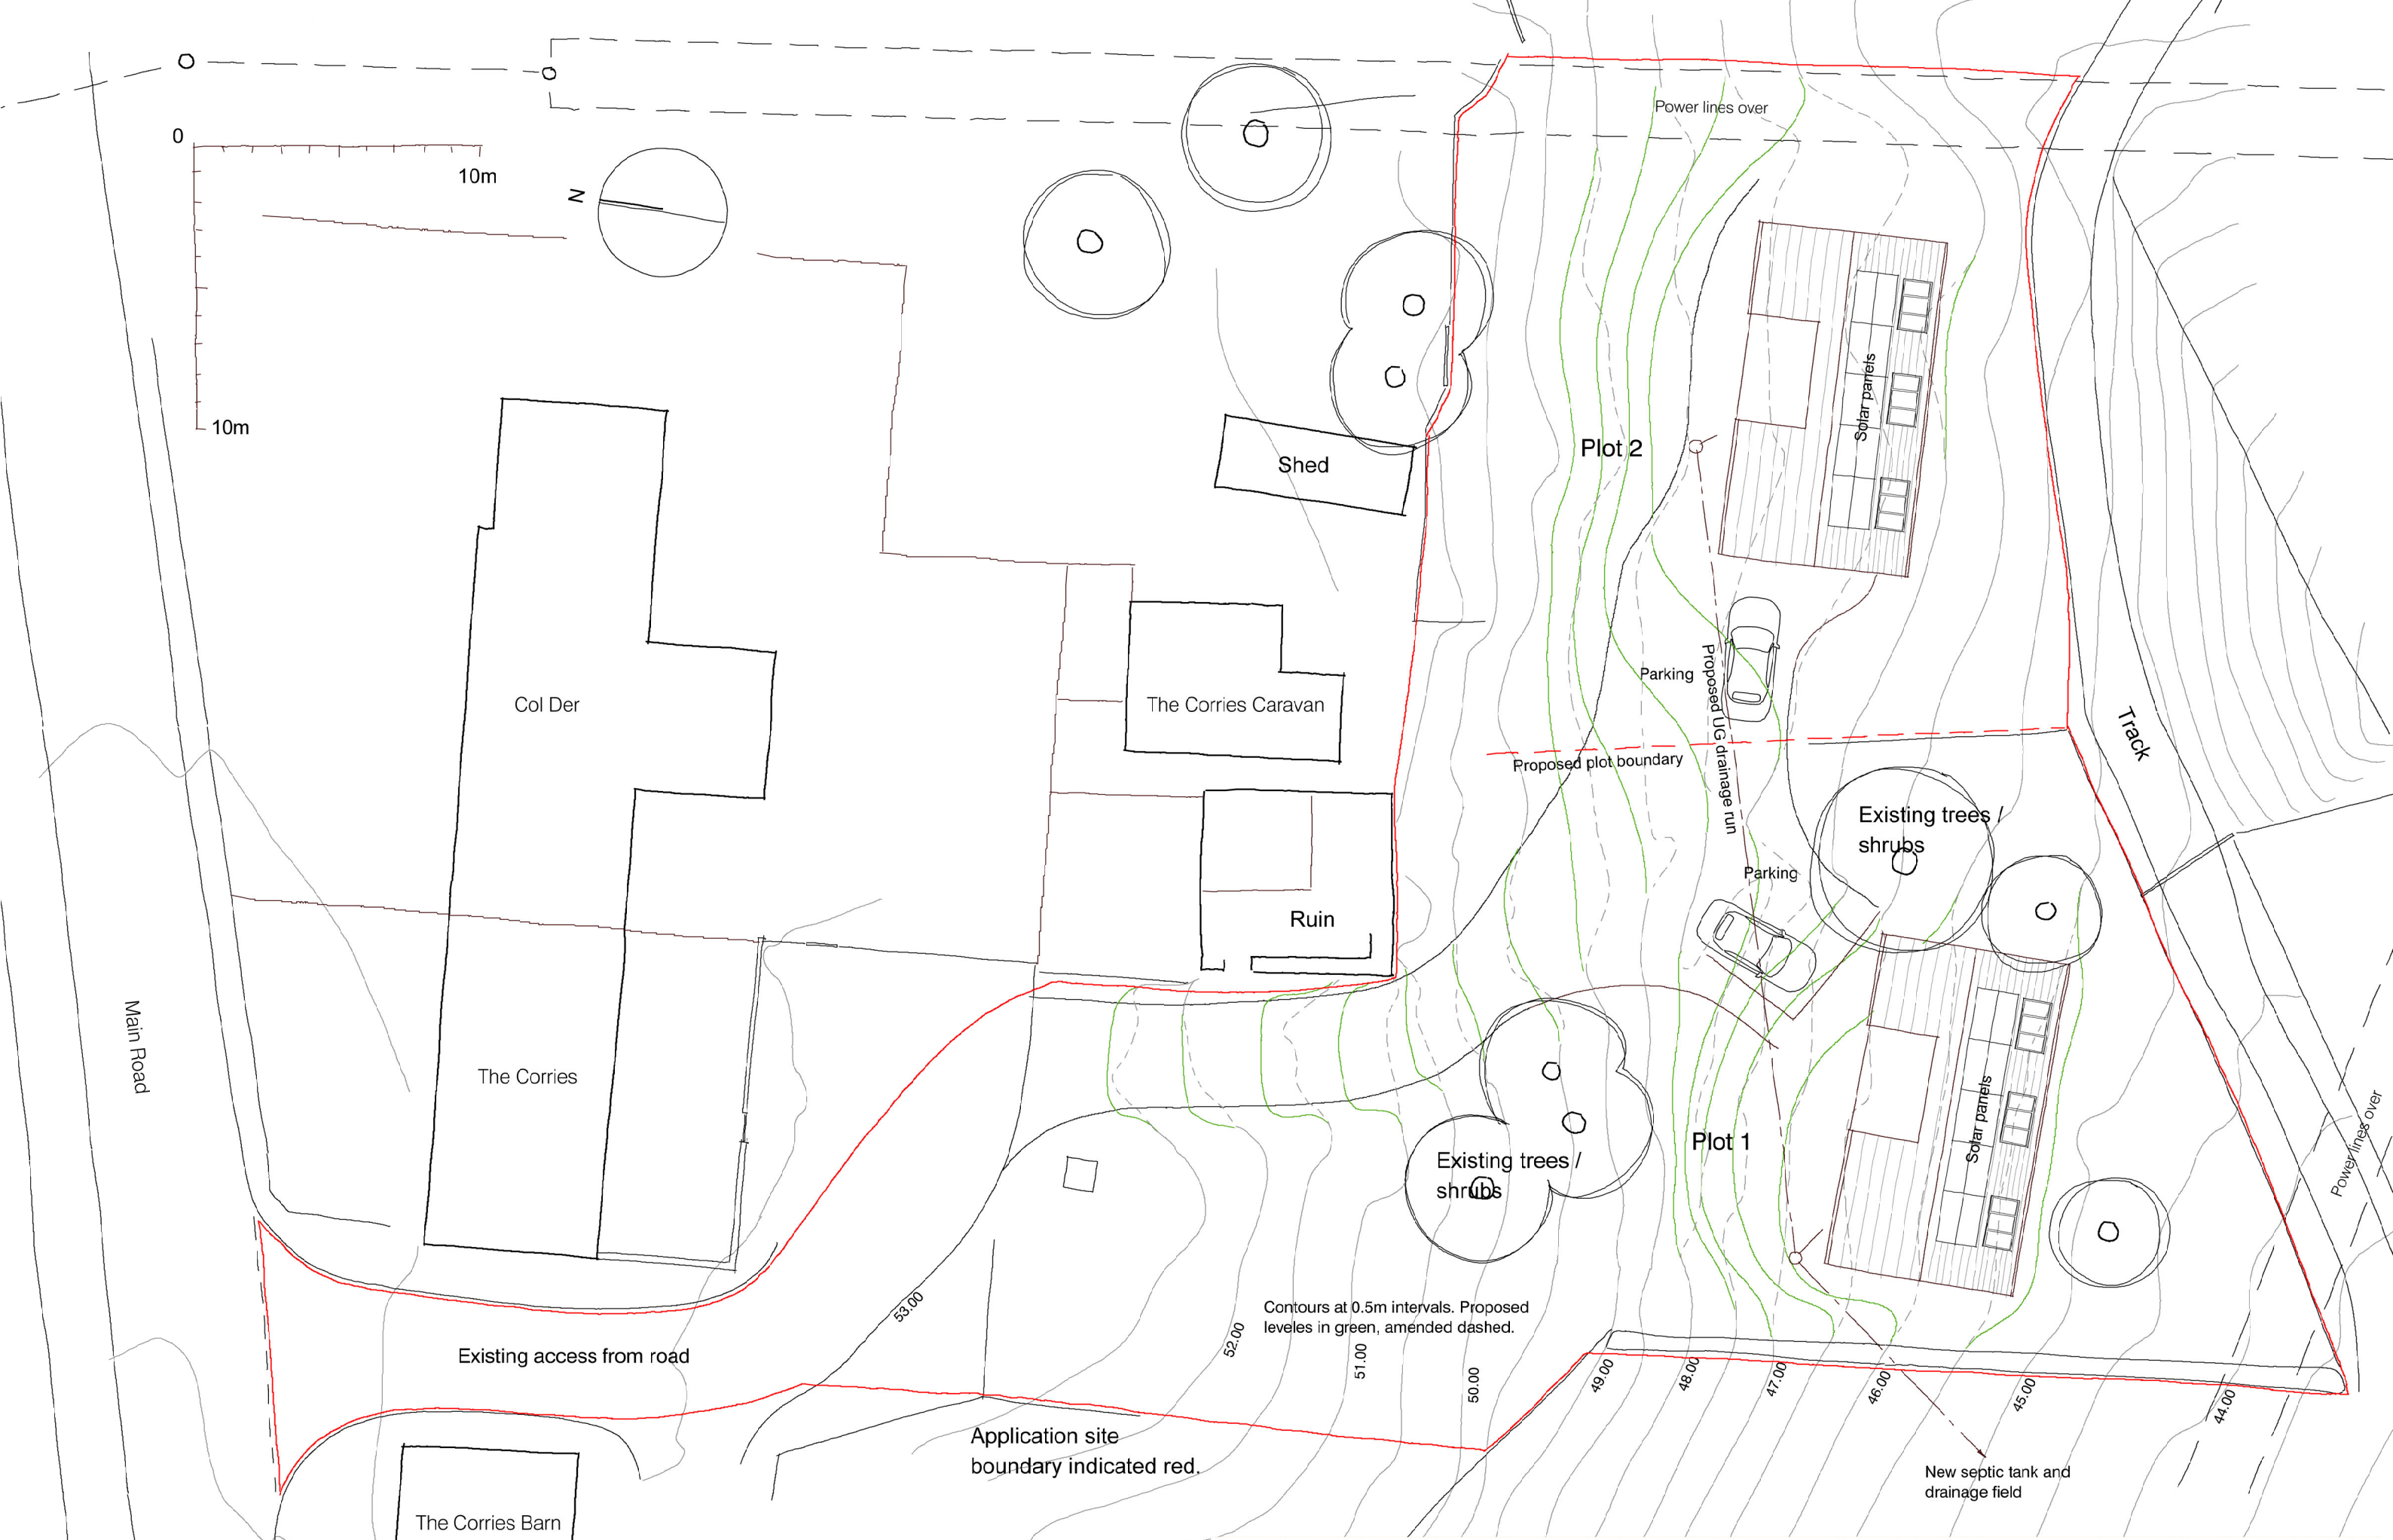 0
10m
N
10m
Power lines over
Solar panels
Plot 2
Shed
Parking
Proposed UG drainage run
Col Der
The Corries Caravan
Proposed plot boundary
Track
Existing trees /
shrubs
Parking
Ruin
Main Road
The Corries
Solar panels
Plot 1
Existing trees /
shrubs
Power lines over
53.00
Contours at 0.5m intervals. Proposed
leveles in green, amended dashed.
52.00
51.00
50.00
49.00
48.00
47.00
46.00
45.00
44.00
Existing access from road
Application site
boundary indicated red.
New septic tank and
drainage field
The Corries Barn